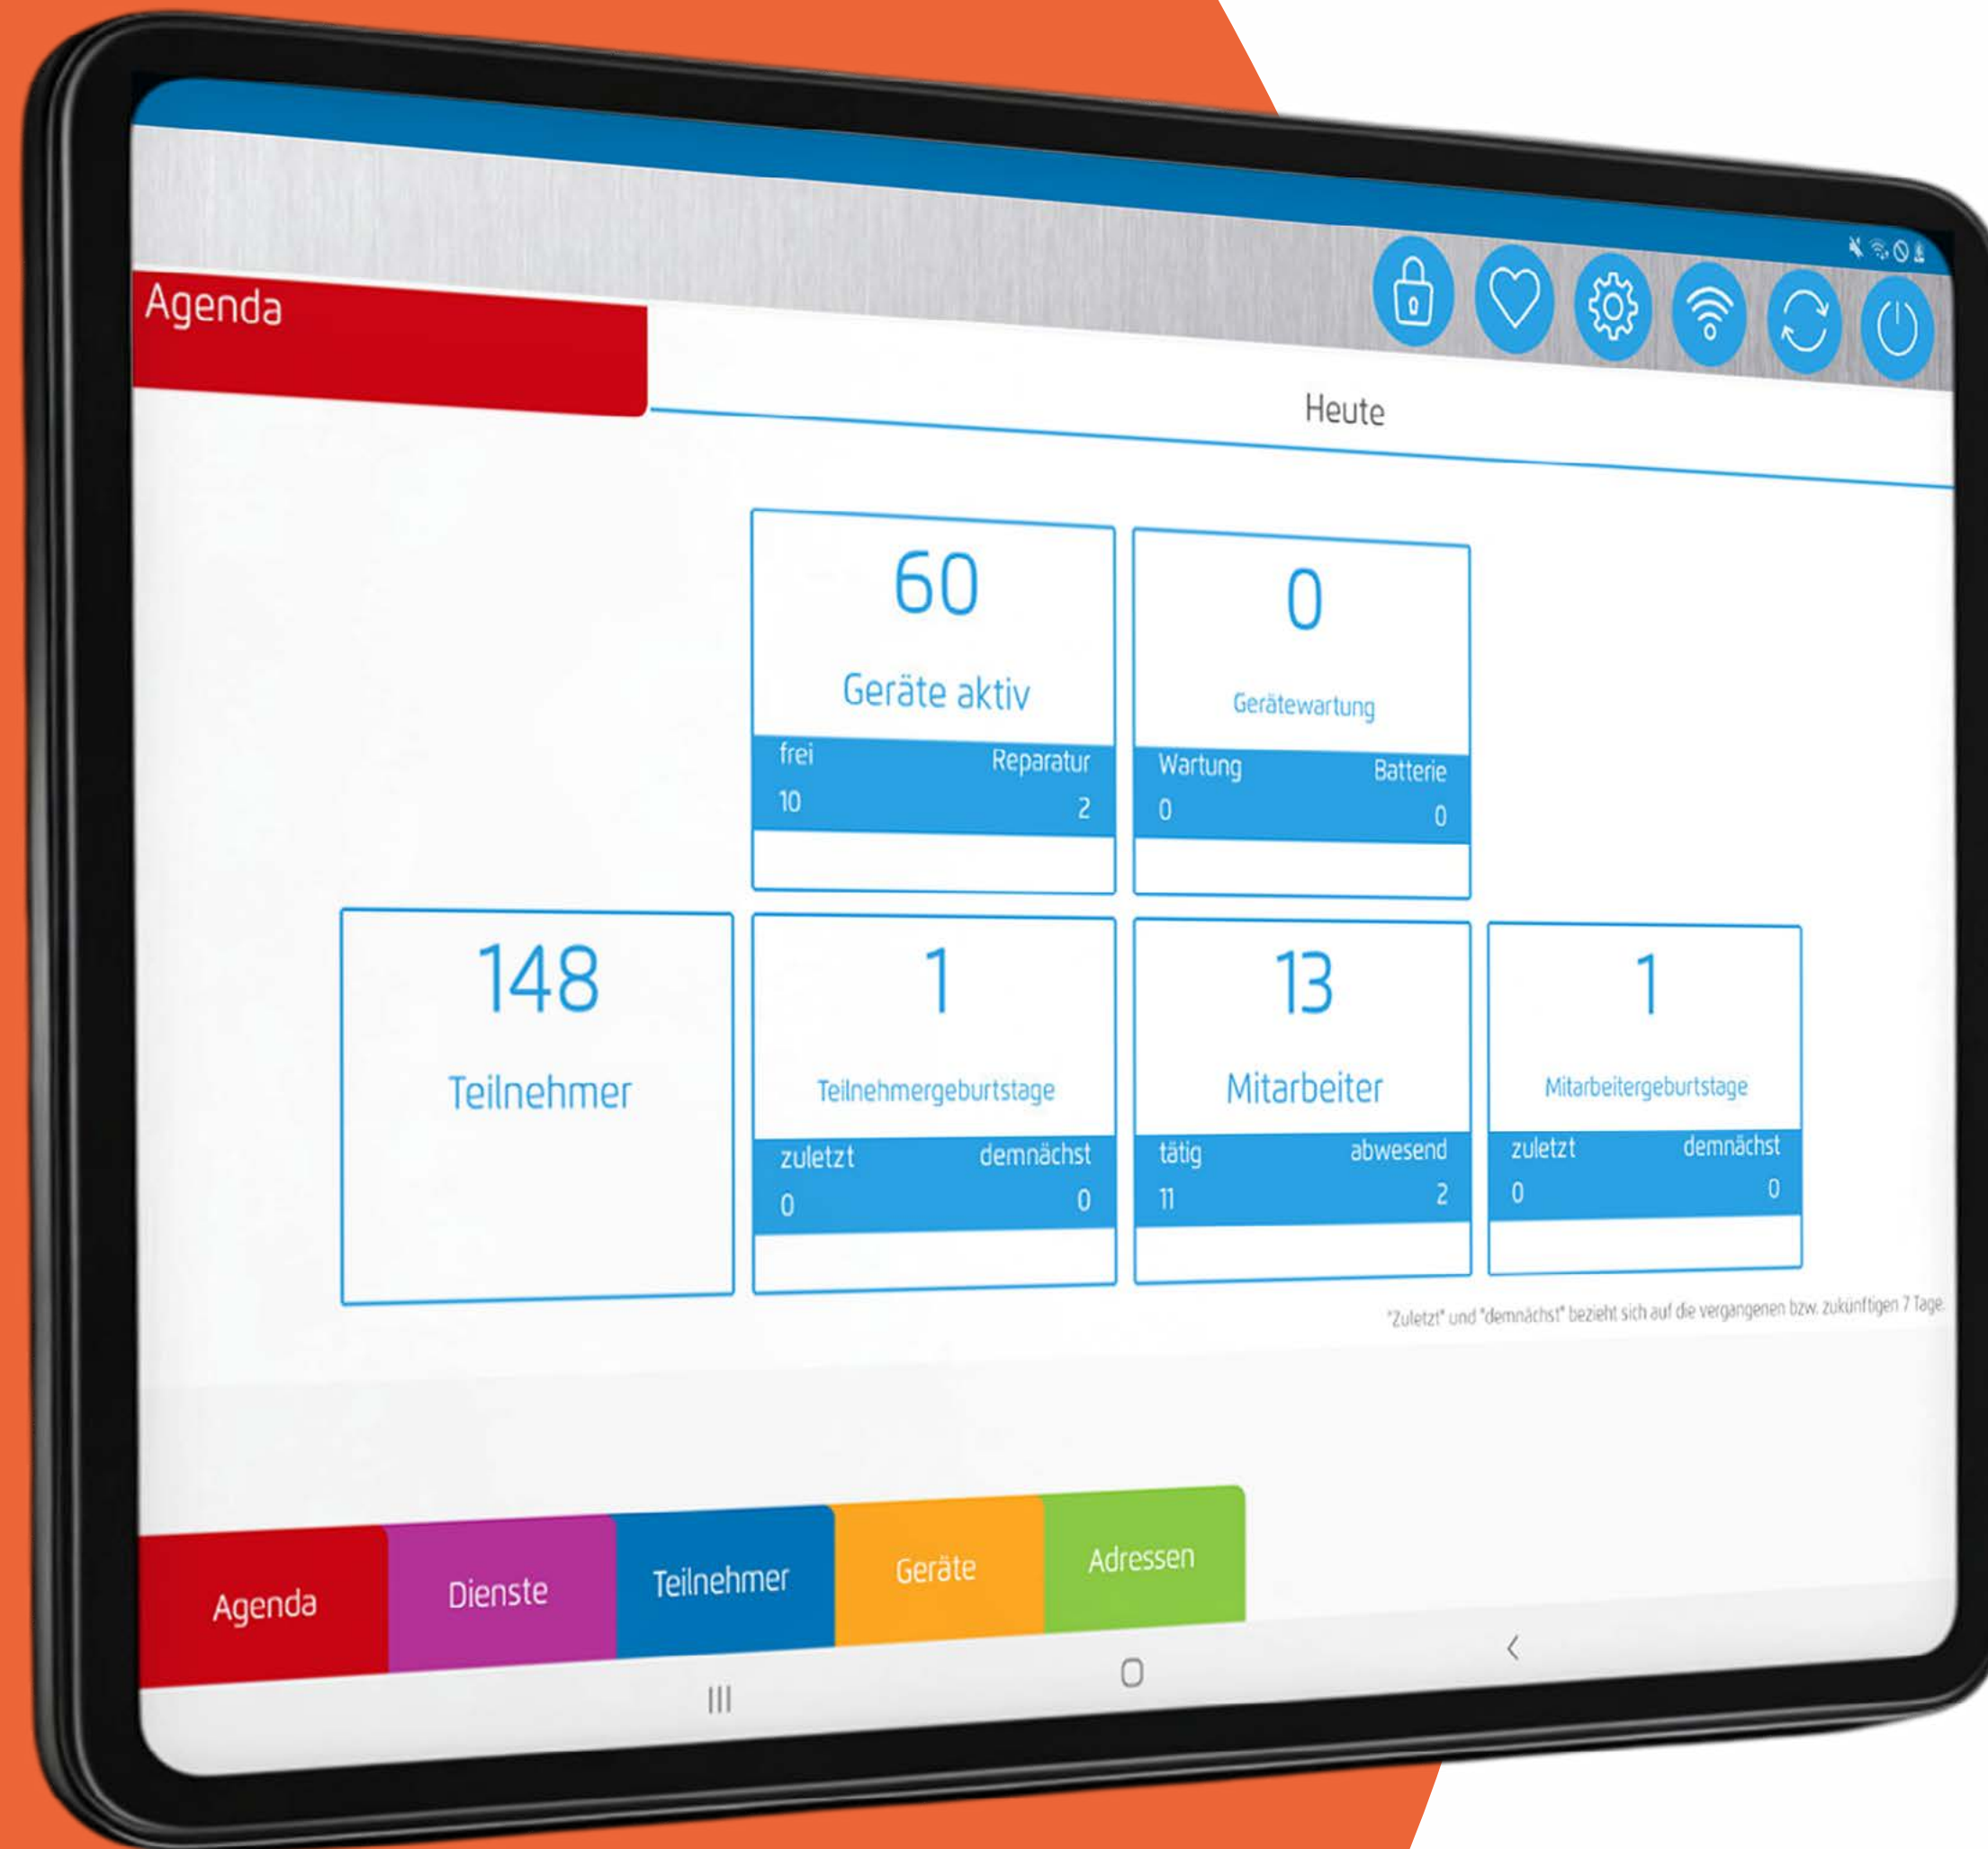 Agenda
Heute
60
Geräte aktiv
frei Reparatur
10 2
0
Gerätewartung
Wartung Batterie
0 0
148
Teilnehmer
1
Teilnehmergeburtstage
zuletzt demnächst
0 0
13
Mitarbeiter
tätig abwesend
11 2
1
Mitarbeitergeburtstage
zuletzt demnächst
0 0
"Zuletzt" und "demnächst" bezieht sich auf die vergangenen bzw. zukünftigen 7 Tage.
Agenda Dienste Teilnehmer Geräte Adressen